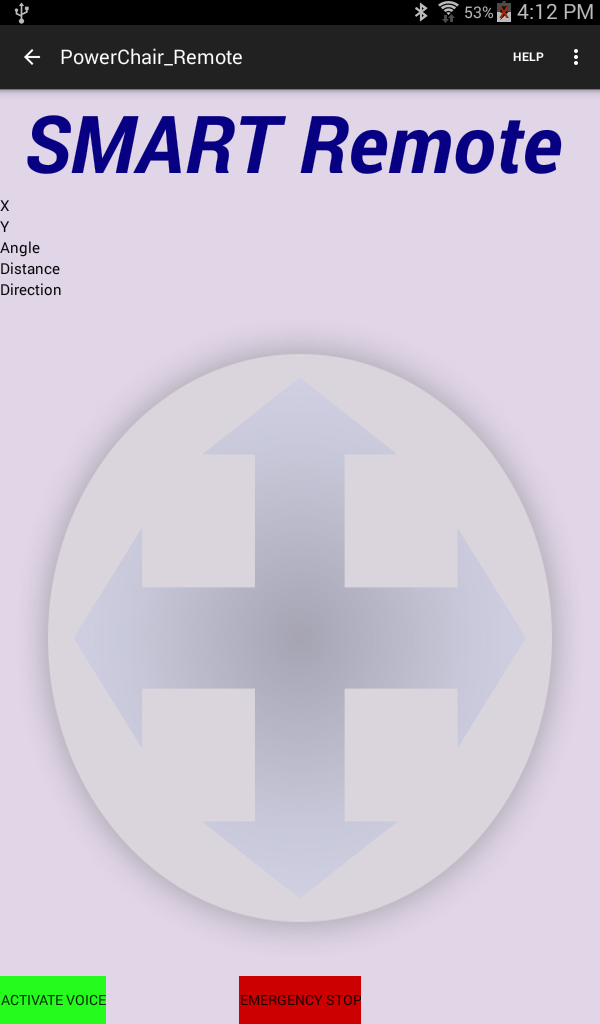 53% 4:12 PM
PowerChair_Remote HELP
SMART Remote
X
Y
Angle
Distance
Direction
ACTIVATE VOICE EMERGENCY STOP